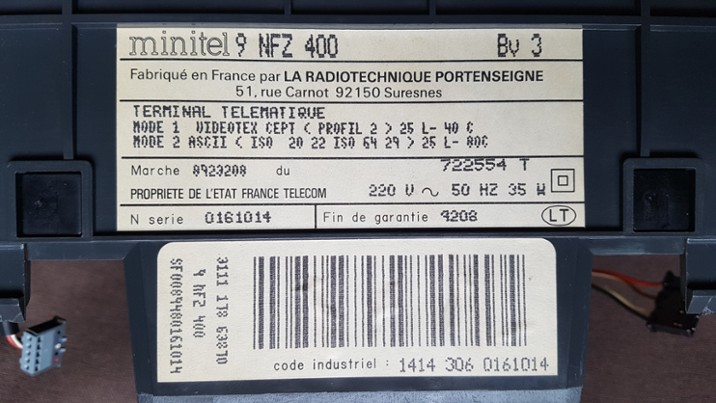 minitel 9 NFZ 400 Bv 3
Fabriqué en France par LA RADIOTECHNIQUE PORTENSEIGNE
51, rue Carnot 92150 Suresnes
TERMINAL TELEMATIQUE
MODE 1 VIDEOTEX CEPT < PROFIL 2 > 25 L- 40 C
MODE 2 ASCII < ISO 20 22 ISO 64 29 > 25 L- 80C
Marche 8923208 du 722554 T
PROPRIETE DE L'ETAT FRANCE TELECOM 220 V ~ 50 HZ 35 W
N serie 0161014 Fin de garantie 9208 LT
3111 178 63870
9 NFZ 400
SF0084480161014
code industriel : 1414 306 0161014